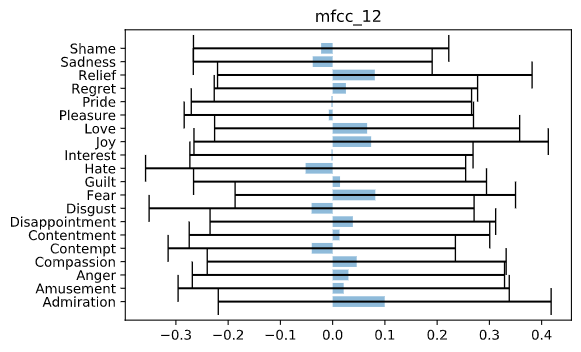 mfcc_12
Shame
Sadness
Relief
Regret
Pride
Pleasure
Love
Joy
Interest
Hate
Guilt
Fear
Disgust
Disappointment
Contentment
Contempt
Compassion
Anger
Amusement
Admiration
−0.3 −0.2 −0.1 0.0 0.1 0.2 0.3 0.4